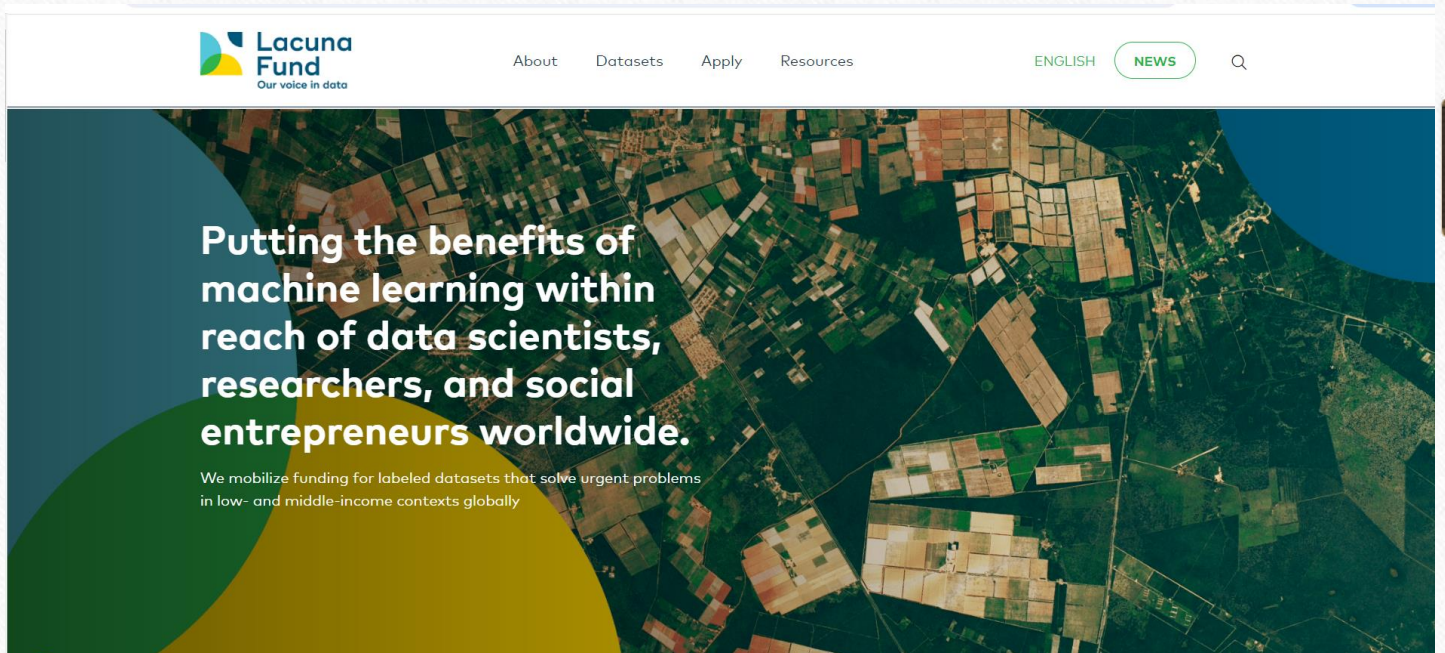 Lacuna
Fund
Our voice in data
About Datasets Apply Resources
ENGLISH NEWS
Putting the benefits of
machine learning within
reach of data scientists,
researchers, and social
entrepreneurs worldwide.
We mobilize funding for labeled datasets that solve urgent problems
in low- and middle-income contexts globally